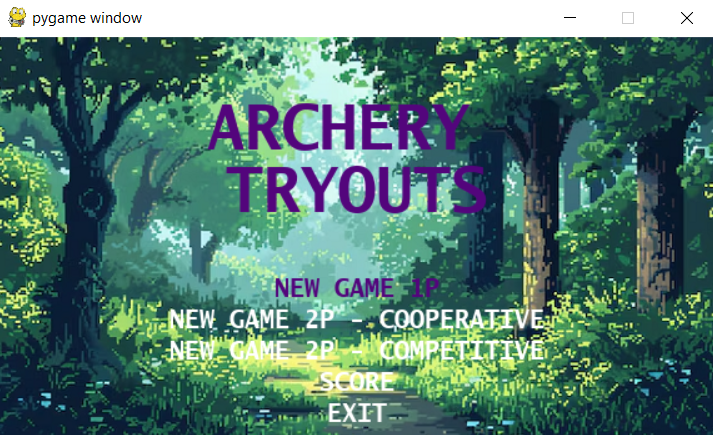 pygame window
ARCHERY
TRYOUTS
NEW GAME 1P
NEW GAME 2P - COOPERATIVE
NEW GAME 2P - COMPETITIVE
SCORE
EXIT